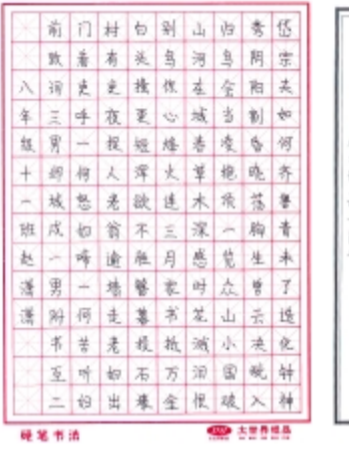 岱宗夫如何齐鲁青未了造化钟神
秀阴阳割昏晓荡胸生曾云决眦入
归鸟会当凌绝顶一览众山小国破
山河在城春草木深感时花溅泪恨
别鸟惊心烽火连三月家书抵万金
白头搔更短浑欲不胜簪暮投石壕
村有吏夜捉人老翁逾墙走老妇出
门看吏呼一何怒妇啼一何苦听妇
前致词三男邺城戍一男附书至二
八年级十一班赵潇潇
硬笔书法
大世界精品